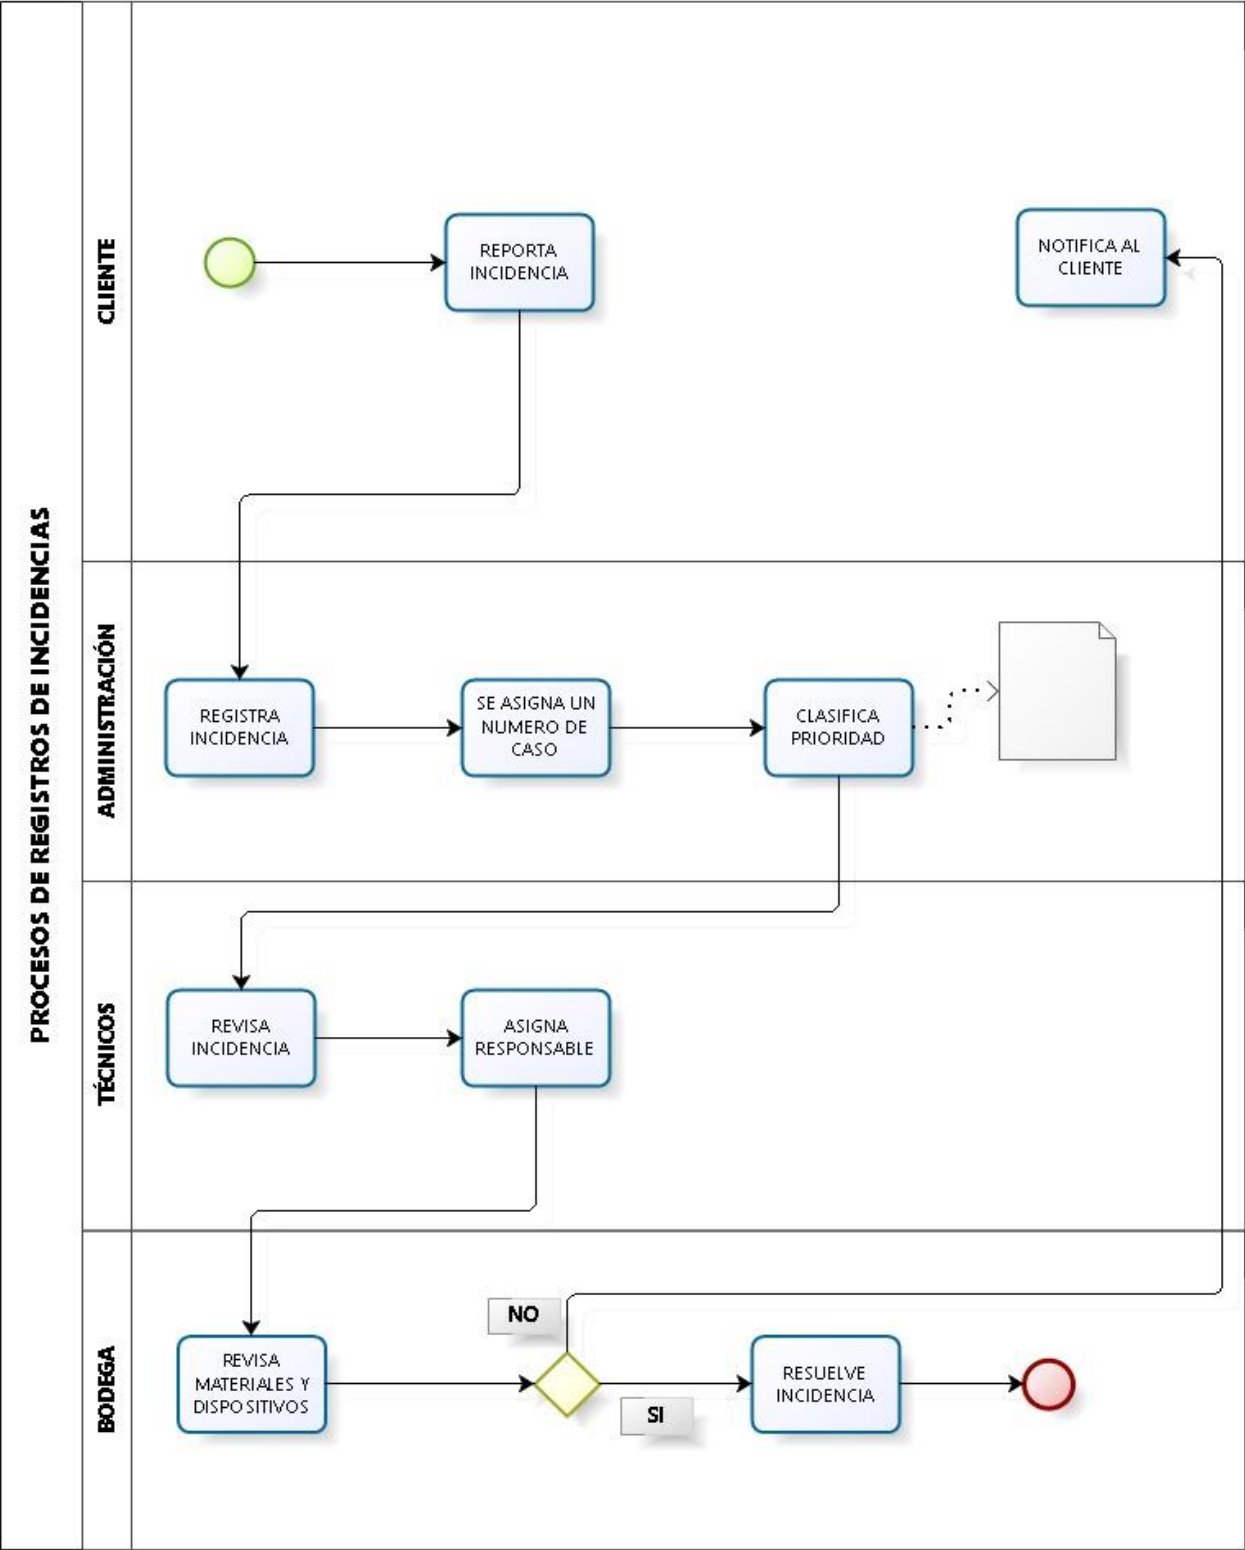 PROCESOS DE REGISTROS DE INCIDENCIAS
CLIENTE
REPORTA
INCIDENCIA
NOTIFICA AL
CLIENTE
ADMINISTRACIÓN
REGISTRA
INCIDENCIA
SE ASIGNA UN
NUMERO DE
CASO
CLASIFICA
PRIORIDAD
TÉCNICOS
REVISA
INCIDENCIA
ASIGNA
RESPONSABLE
BODEGA
REVISA
MATERIALES Y
DISPOSITIVOS
NO
SI
RESUELVE
INCIDENCIA